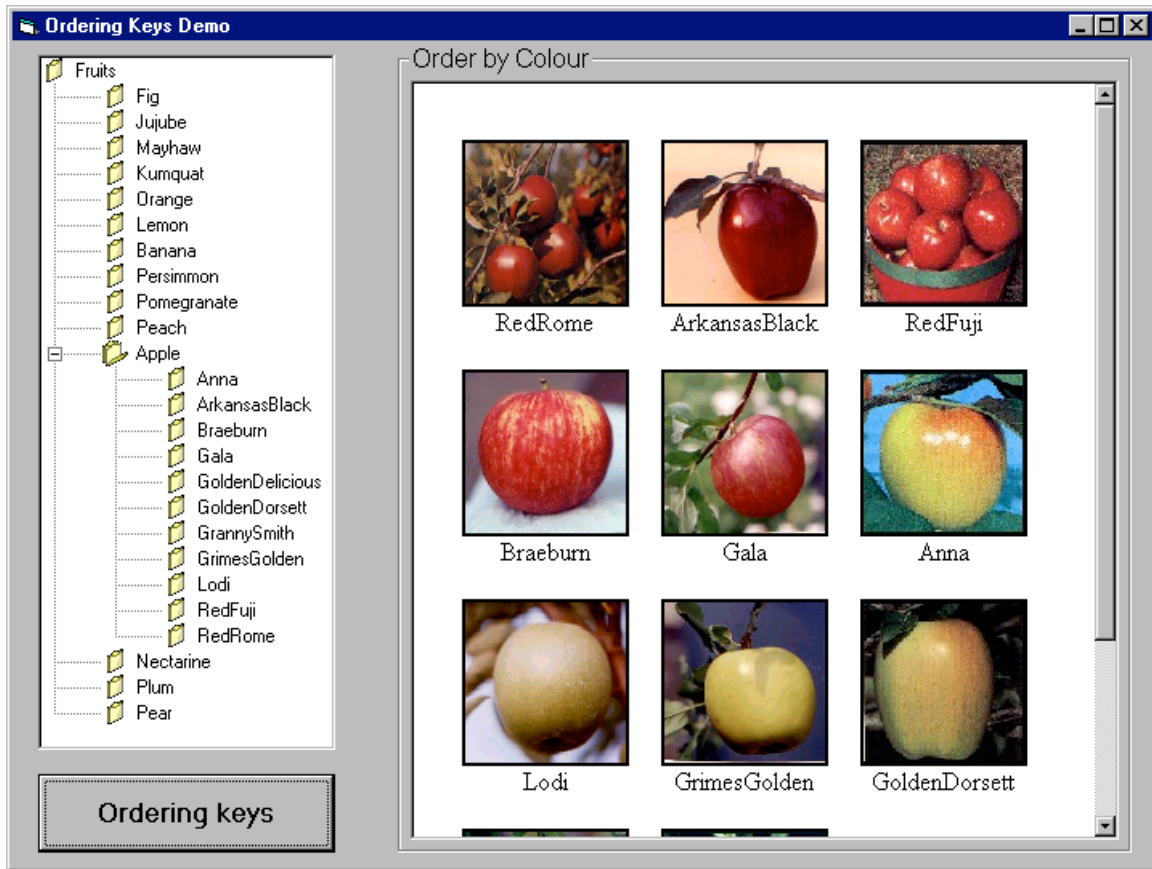 Ordering Keys Demo
Fruits
Fig
Jujube
Mayhaw
Kumquat
Orange
Lemon
Banana
Persimmon
Pomegranate
Peach
Apple
Anna
ArkansasBlack
Braeburn
Gala
GoldenDelicious
GoldenDorsett
GrannySmith
GrimesGolden
Lodi
RedFuji
RedRome
Nectarine
Plum
Pear
Ordering keys
Order by Colour
RedRome ArkansasBlack RedFuji
Braeburn Gala Anna
Lodi GrimesGolden GoldenDorsett